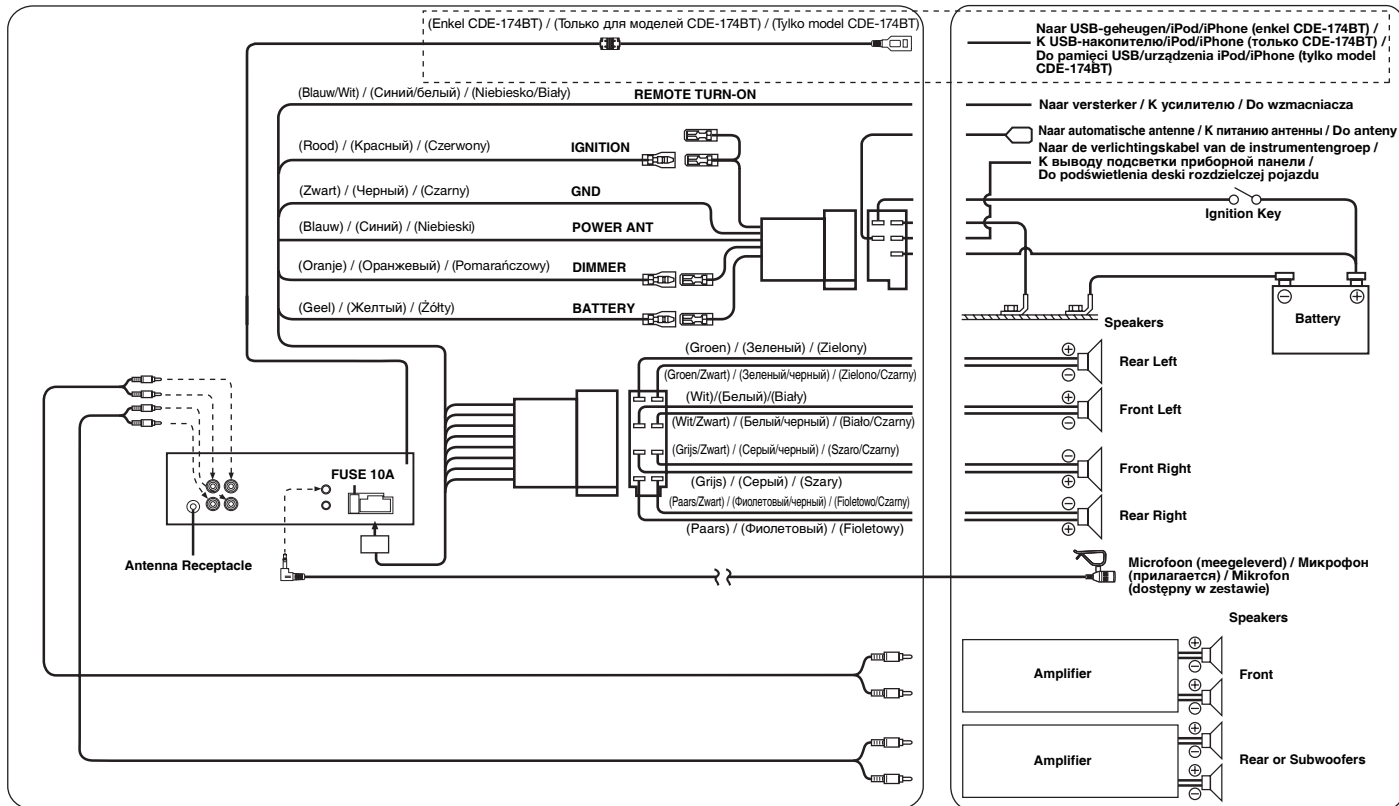 (Enkel CDE-174BT) / (Только для моделей CDE-174BT) / (Tylko model CDE-174BT)
Naar USB-geheugen/iPod/iPhone (enkel CDE-174BT) /
К USB-накопителю/iPod/iPhone (только CDE-174BT) /
Do pamięci USB/urządzenia iPod/iPhone (tylko model
CDE-174BT)
(Blauw/Wit) / (Синий/белый) / (Niebiesko/Biały)
REMOTE TURN-ON
Naar versterker / К усилителю / Do wzmacniacza
Naar automatische antenne / К питанию антенны / Do anteny
Naar de verlichtingskabel van de instrumentengroep /
К выводу подсветки приборной панели /
Do podświetlenia deski rozdzielczej pojazdu
(Rood) / (Красный) / (Czerwony)
IGNITION
(Zwart) / (Черный) / (Czarny)
GND
Ignition Key
(Blauw) / (Синий) / (Niebieski)
POWER ANT
(Oranje) / (Оранжевый) / (Pomarańczowy)
DIMMER
(Geel) / (Желтый) / (Żółty)
BATTERY
Battery
Speakers
(Groen) / (Зеленый) / (Zielony)
Rear Left
(Groen/Zwart) / (Зеленый/черный) / (Zielono/Czarny)
(Wit)/(Белый)/(Biały)
Front Left
(Wit/Zwart) / (Белый/черный) / (Biało/Czarny)
(Grijs/Zwart) / (Серый/черный) / (Szaro/Czarny)
Front Right
(Grijs) / (Серый) / (Szary)
(Paars/Zwart) / (Фиолетовый/черный) / (Fioletowo/Czarny)
Rear Right
(Paars) / (Фиолетовый) / (Fioletowy)
FUSE 10A
Antenna Receptacle
Microfoon (meegeleverd) / Микрофон
(прилагается) / Mikrofon
(dostępny w zestawie)
Speakers
Amplifier
Front
Amplifier
Rear or Subwoofers